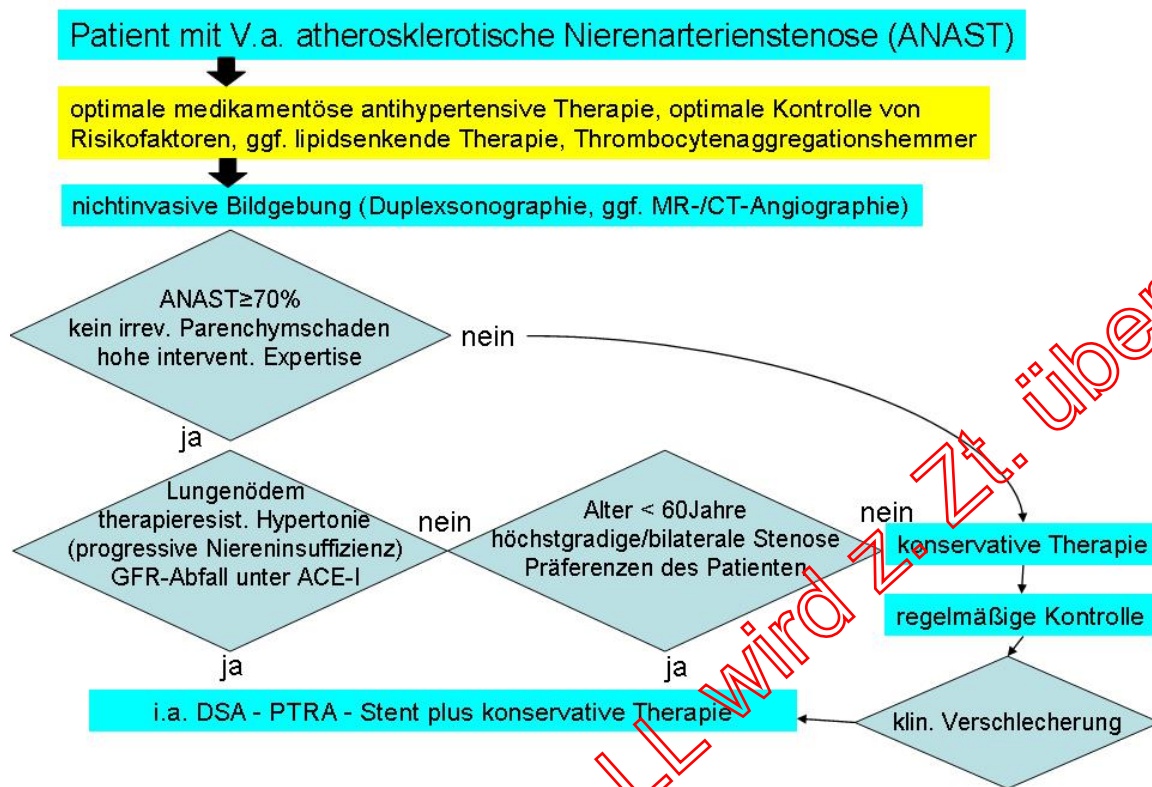 Patient mit V.a. atherosklerotische Nierenarterienstenose (ANAST)
optimale medikamentöse antihypertensive Therapie, optimale Kontrolle von
Risikofaktoren, ggf. lipidsenkende Therapie, Thrombocytenaggregationshemmer
nichtinvasive Bildgebung (Duplexsonographie, ggf. MR-/CT-Angiographie)
ANAST≥70%
kein irrev. Parenchymschaden
hohe intervent. Expertise
nein
ja
Lungenödem
therapieresist. Hypertonie
(progressive Niereninsuffizienz)
GFR-Abfall unter ACE-I
nein
ja
Alter < 60Jahre
höchstgradige/bilaterale Stenose
Präferenzen des Patienten
nein
ja
konservative Therapie
regelmäßige Kontrolle
klin. Verschlecherung
i.a. DSA - PTRA - Stent plus konservative Therapie
LL wird z. Zt. über